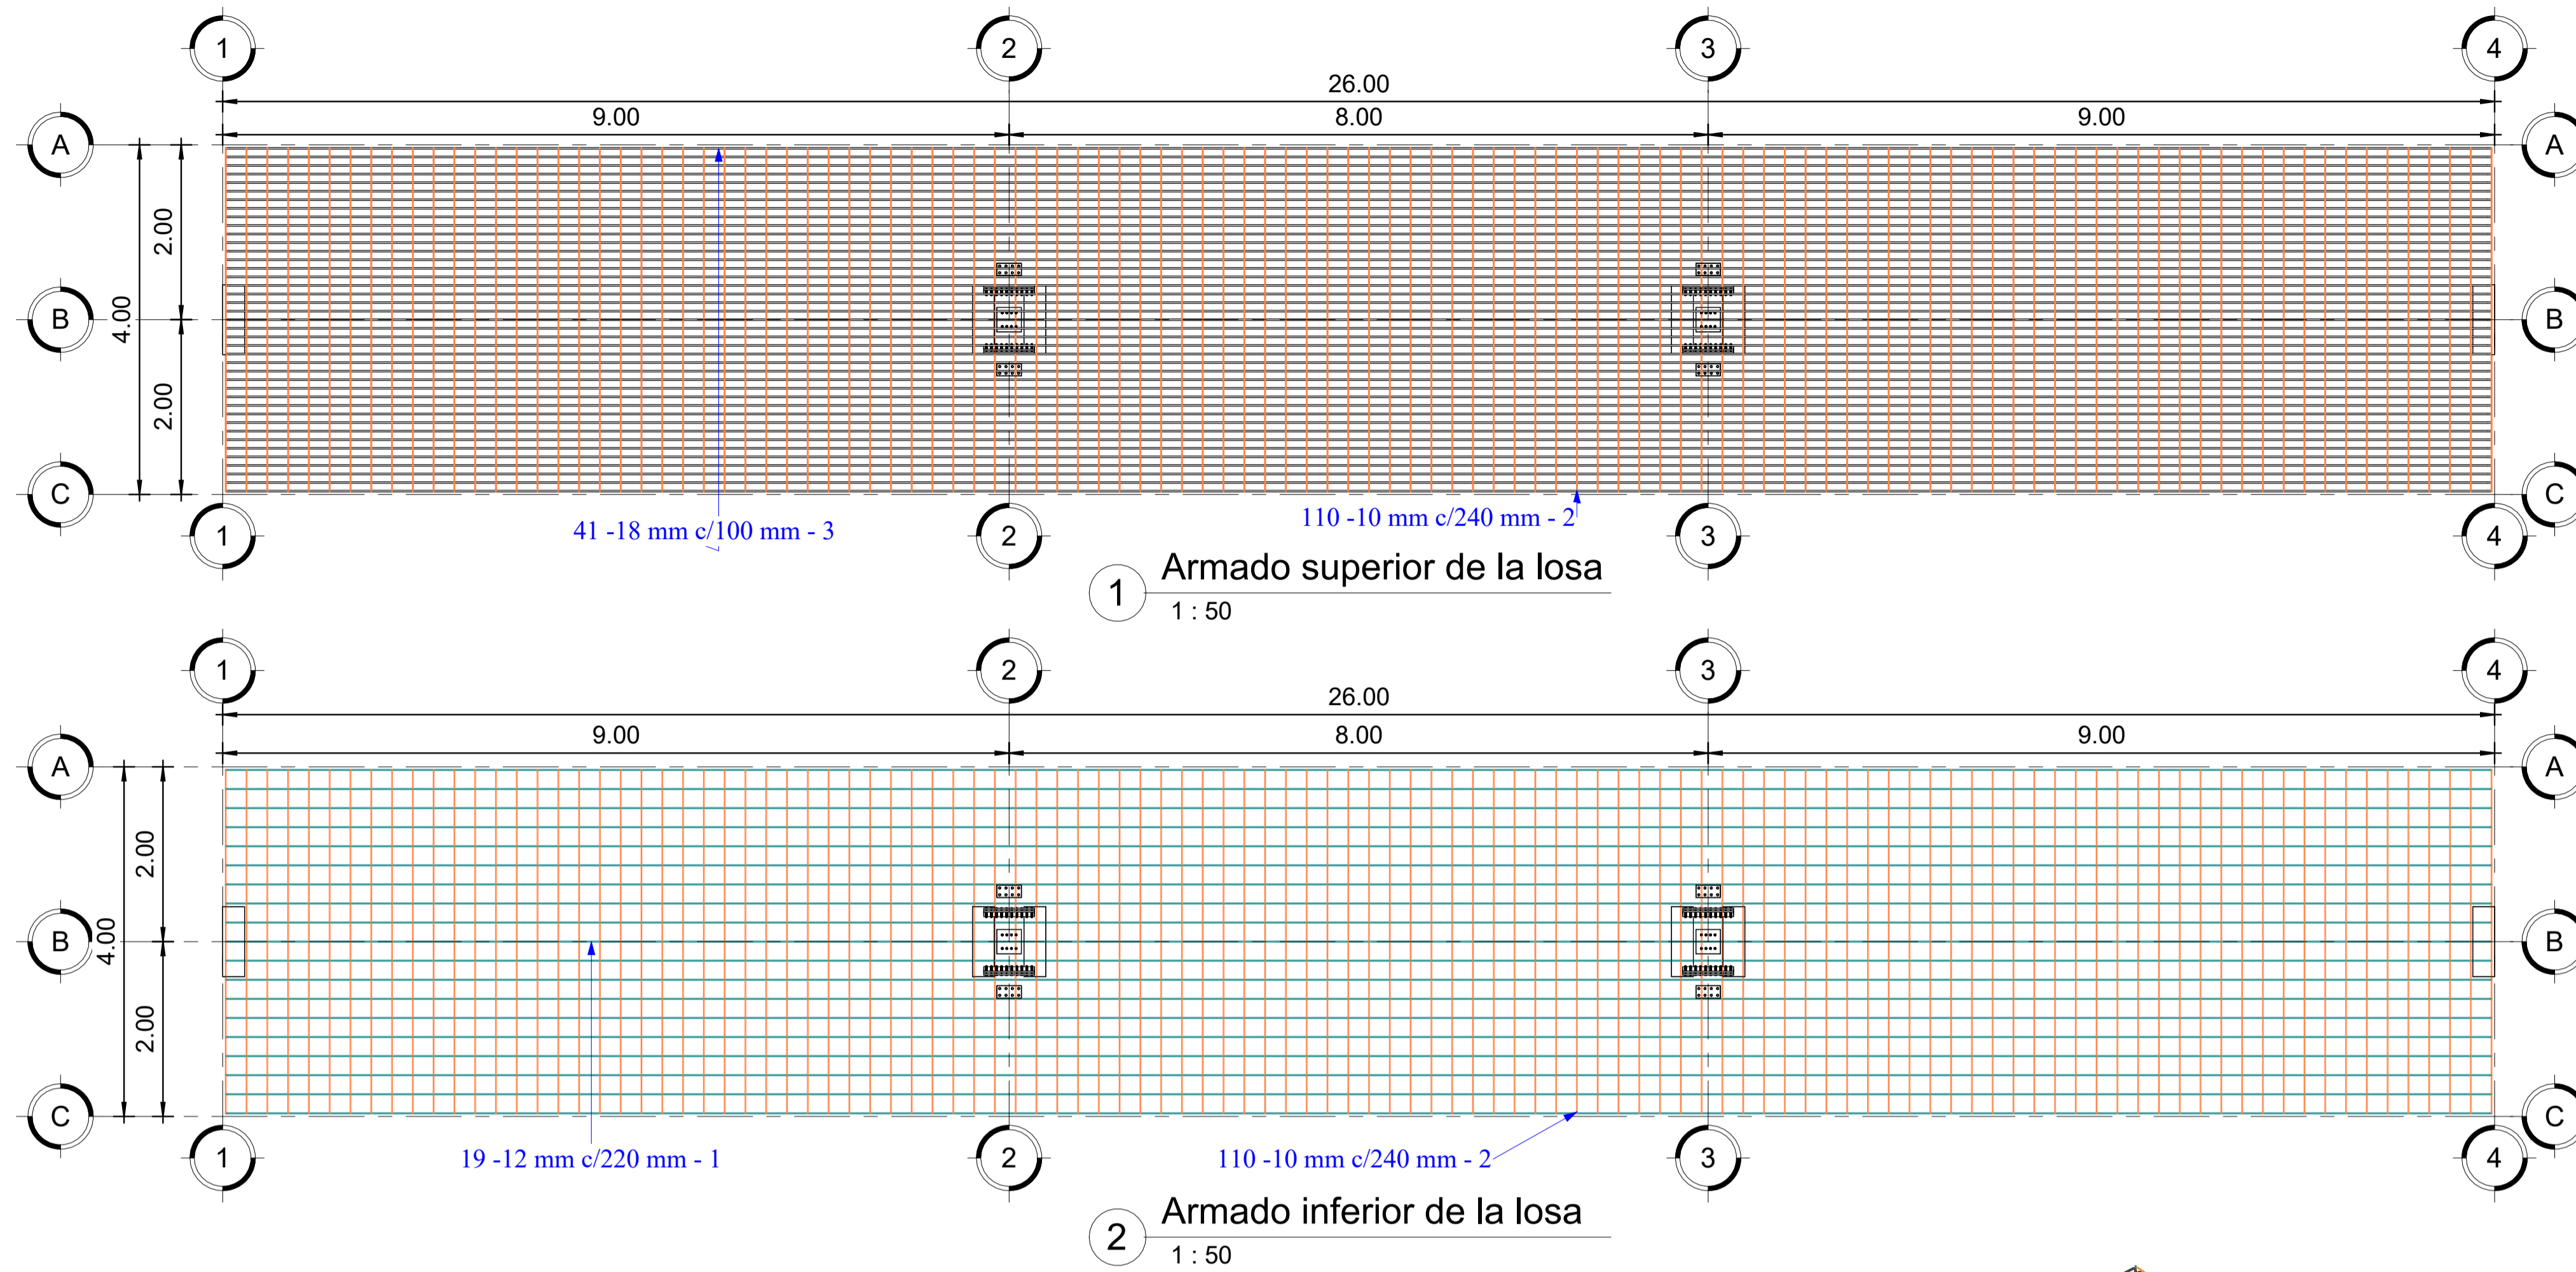 1 2 3 4
26.00
9.00 8.00 9.00
A A
2.00
4.00
B B
2.00
C C
41 -18 mm c/100 mm - 3
110 -10 mm c/240 mm - 2
1 2 3 4
1 Armado superior de la losa
1 : 50
1 2 3 4
26.00
9.00 8.00 9.00
A A
2.00
4.00
B B
2.00
C C
19 -12 mm c/220 mm - 1
110 -10 mm c/240 mm - 2
1 2 3 4
2 Armado inferior de la losa
1 : 50